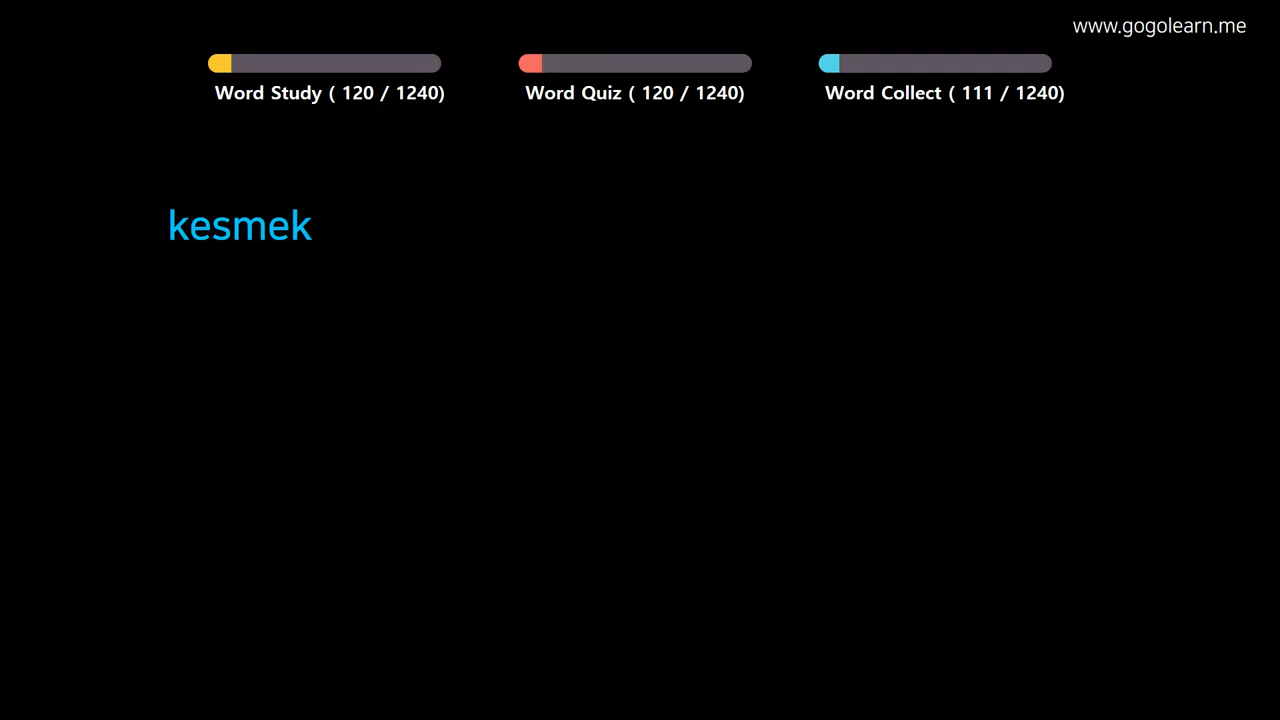 www.gogolearn.me
Word Study ( 120 / 1240)
Word Quiz ( 120 / 1240)
Word Collect ( 111 / 1240)
kesmek